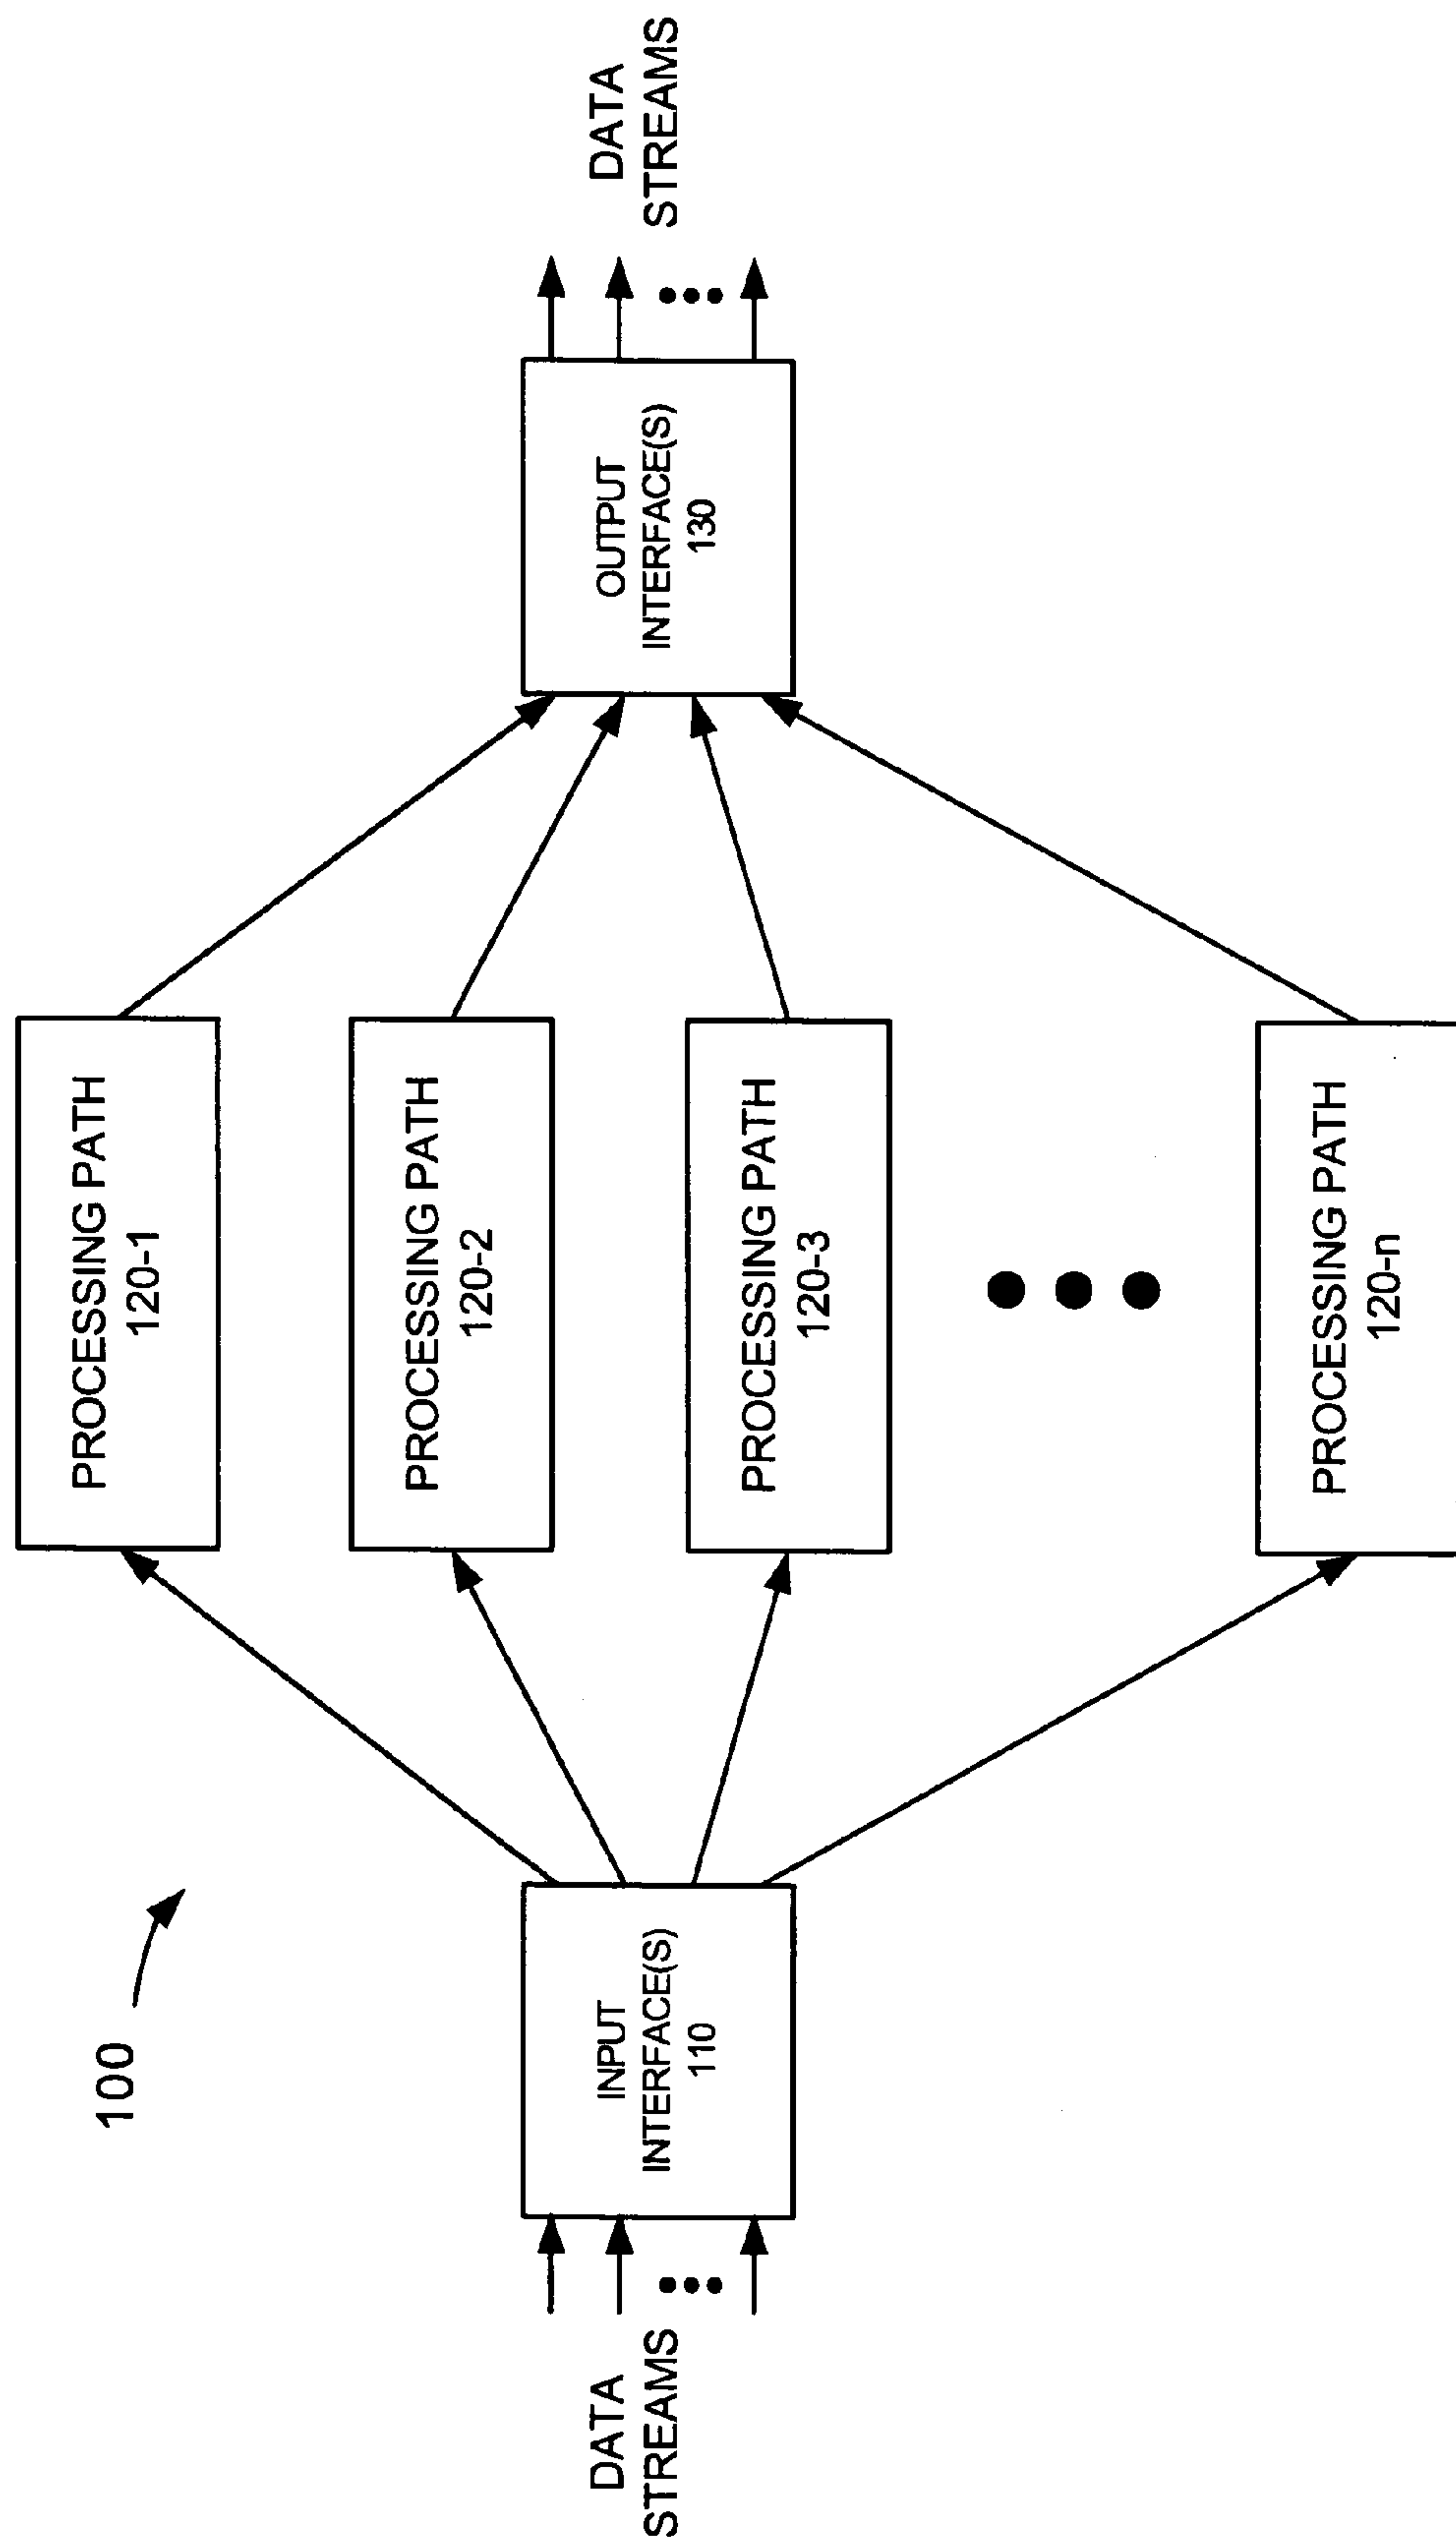 100
DATA
STREAMS
INPUT
INTERFACE(S)
110
PROCESSING PATH
120-1
PROCESSING PATH
120-2
PROCESSING PATH
120-3
PROCESSING PATH
120-n
OUTPUT
INTERFACE(S)
130
DATA
STREAMS